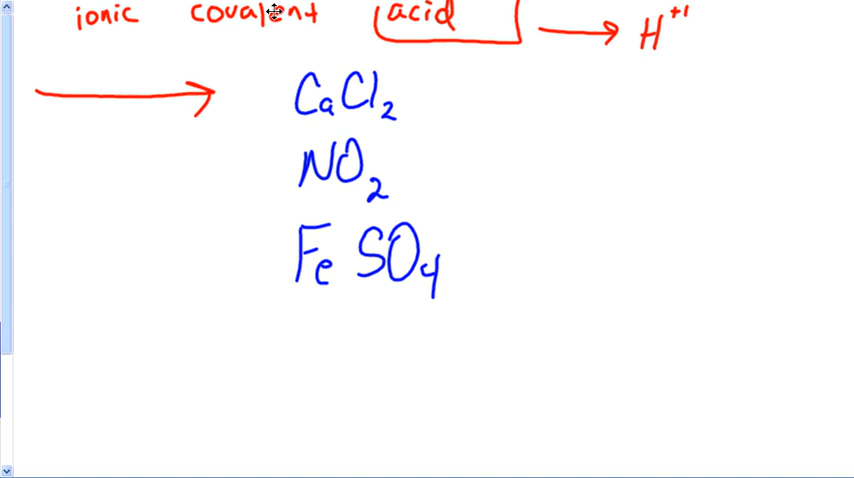 ionic covalent acid → H⁺¹
→ CaCl₂
NO₂
FeSO₄